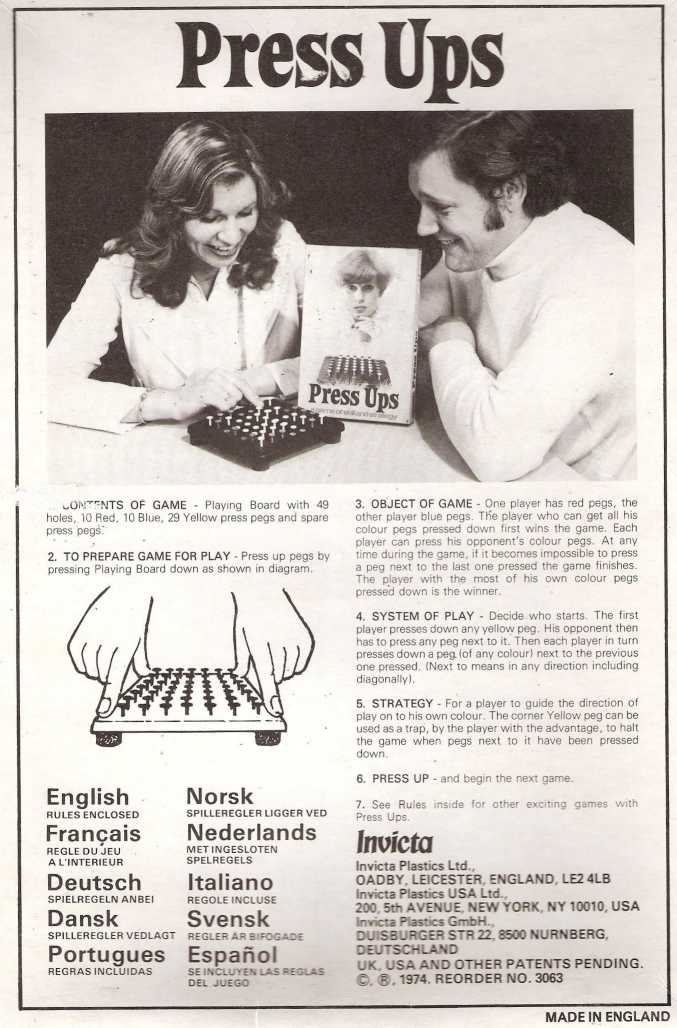 Press Ups
Press Ups
a game of skill and strategy
CONTENTS OF GAME - Playing Board with 49
holes, 10 Red, 10 Blue, 29 Yellow press pegs and spare
press pegs.
2. TO PREPARE GAME FOR PLAY - Press up pegs by
pressing Playing Board down as shown in diagram.
3. OBJECT OF GAME - One player has red pegs, the
other player blue pegs. The player who can get all his
colour pegs pressed down first wins the game. Each
player can press his opponent's colour pegs. At any
time during the game, if it becomes impossible to press
a peg next to the last one pressed the game finishes.
The player with the most of his own colour pegs
pressed down is the winner.
4. SYSTEM OF PLAY - Decide who starts. The first
player presses down any yellow peg. His opponent then
has to press any peg next to it. Then each player in turn
presses down a peg (of any colour) next to the previous
one pressed. (Next to means in any direction including
diagonally).
5. STRATEGY - For a player to guide the direction of
play on to his own colour. The corner Yellow peg can be
used as a trap, by the player with the advantage, to halt
the game when pegs next to it have been pressed
down.
6. PRESS UP - and begin the next game.
7. See Rules inside for other exciting games with
Press Ups.
English
RULES ENCLOSED
Français
REGLE DU JEU
A L'INTERIEUR
Deutsch
SPIELREGELN ANBEI
Dansk
SPILLEREGLER VEDLAGT
Portugues
REGRAS INCLUIDAS
Norsk
SPILLEREGLER LIGGER VED
Nederlands
MET INGESLOTEN
SPELREGELS
Italiano
REGOLE INCLUSE
Svensk
REGLER ÄR BIFOGADE
Español
SE INCLUYEN LAS REGLAS
DEL JUEGO
Invicta
Invicta Plastics Ltd.,
OADBY, LEICESTER, ENGLAND, LE2 4LB
Invicta Plastics USA Ltd.,
200, 5th AVENUE, NEW YORK, NY 10010, USA
Invicta Plastics GmbH.,
DUISBURGER STR 22, 8500 NURNBERG,
DEUTSCHLAND
UK, USA AND OTHER PATENTS PENDING.
©, ®, 1974. REORDER NO. 3063
MADE IN ENGLAND